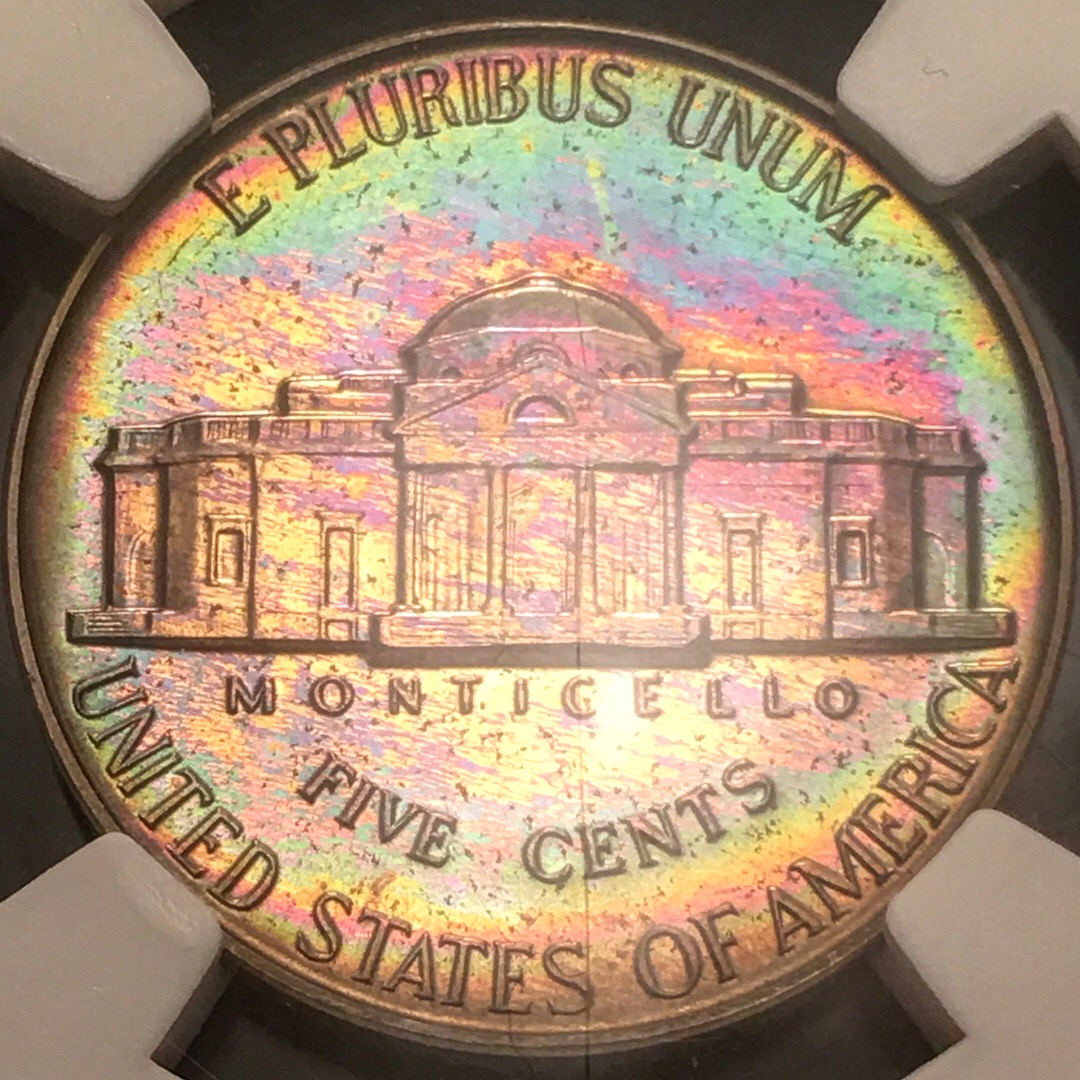 E PLURIBUS UNUM
MONTICELLO
FIVE CENTS
UNITED STATES OF AMERICA